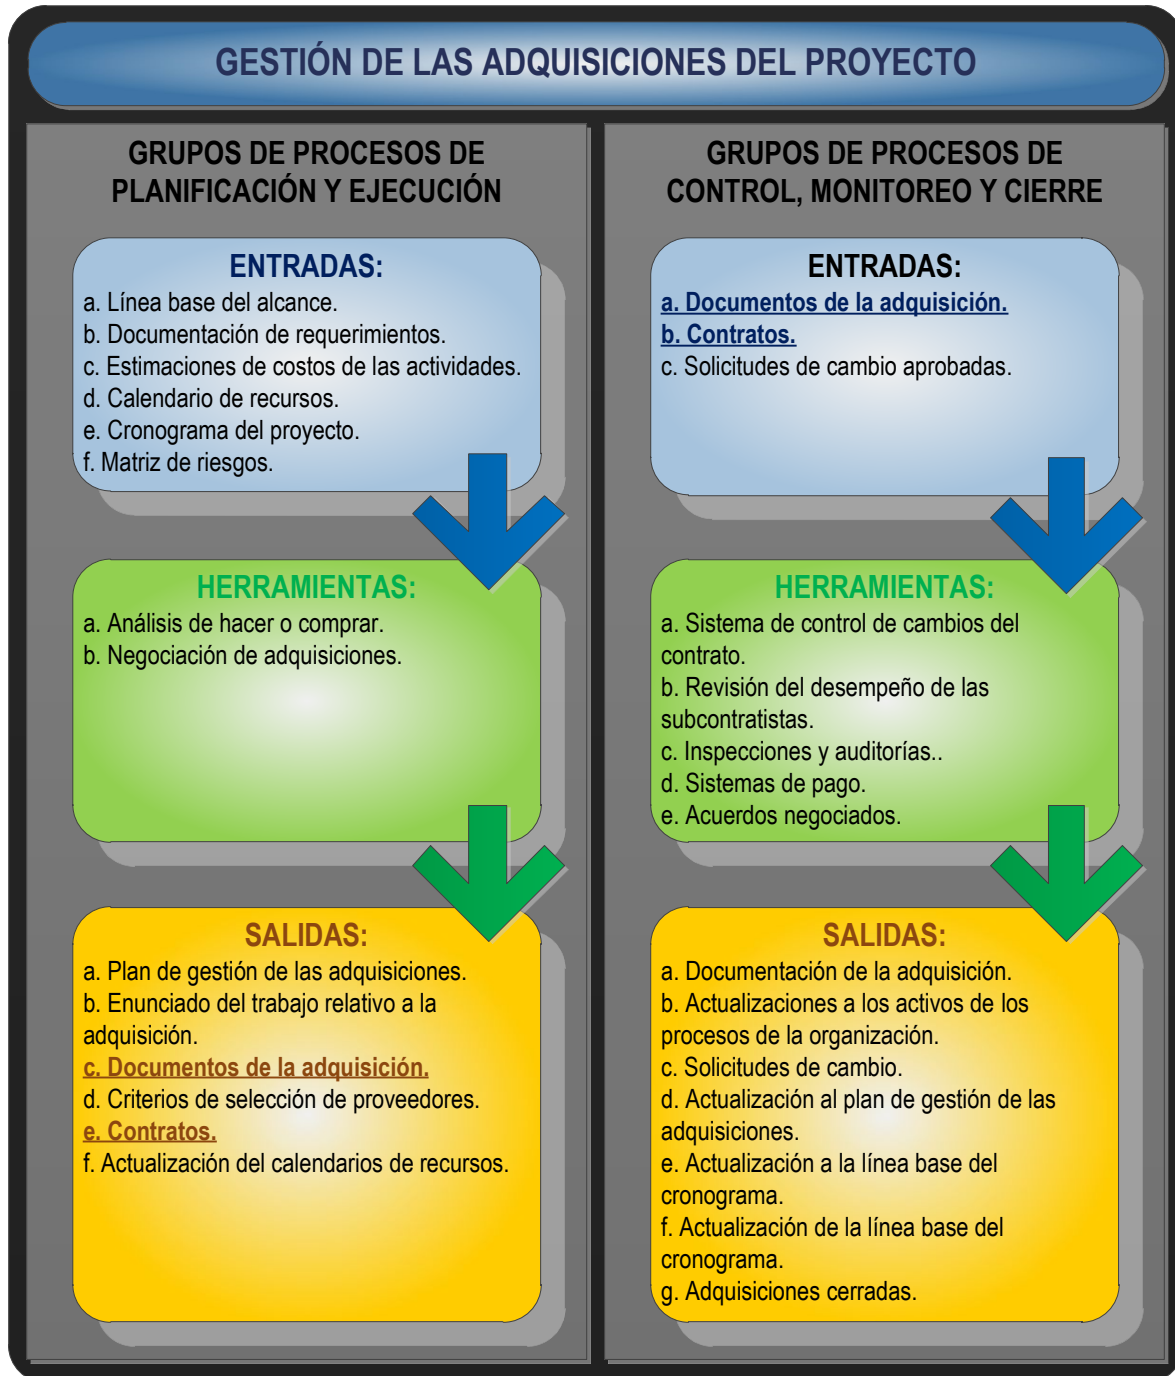 GESTIÓN DE LAS ADQUISICIONES DEL PROYECTO
GRUPOS DE PROCESOS DE
PLANIFICACIÓN Y EJECUCIÓN
ENTRADAS:
a. Línea base del alcance.
b. Documentación de requerimientos.
c. Estimaciones de costos de las actividades.
d. Calendario de recursos.
e. Cronograma del proyecto.
f. Matriz de riesgos.
HERRAMIENTAS:
a. Análisis de hacer o comprar.
b. Negociación de adquisiciones.
SALIDAS:
a. Plan de gestión de las adquisiciones.
b. Enunciado del trabajo relativo a la
adquisición.
c. Documentos de la adquisición.
d. Criterios de selección de proveedores.
e. Contratos.
f. Actualización del calendarios de recursos.
GRUPOS DE PROCESOS DE
CONTROL, MONITOREO Y CIERRE
ENTRADAS:
a. Documentos de la adquisición.
b. Contratos.
c. Solicitudes de cambio aprobadas.
HERRAMIENTAS:
a. Sistema de control de cambios del
contrato.
b. Revisión del desempeño de las
subcontratistas.
c. Inspecciones y auditorías..
d. Sistemas de pago.
e. Acuerdos negociados.
SALIDAS:
a. Documentación de la adquisición.
b. Actualizaciones a los activos de los
procesos de la organización.
c. Solicitudes de cambio.
d. Actualización al plan de gestión de las
adquisiciones.
e. Actualización a la línea base del
cronograma.
f. Actualización de la línea base del
cronograma.
g. Adquisiciones cerradas.